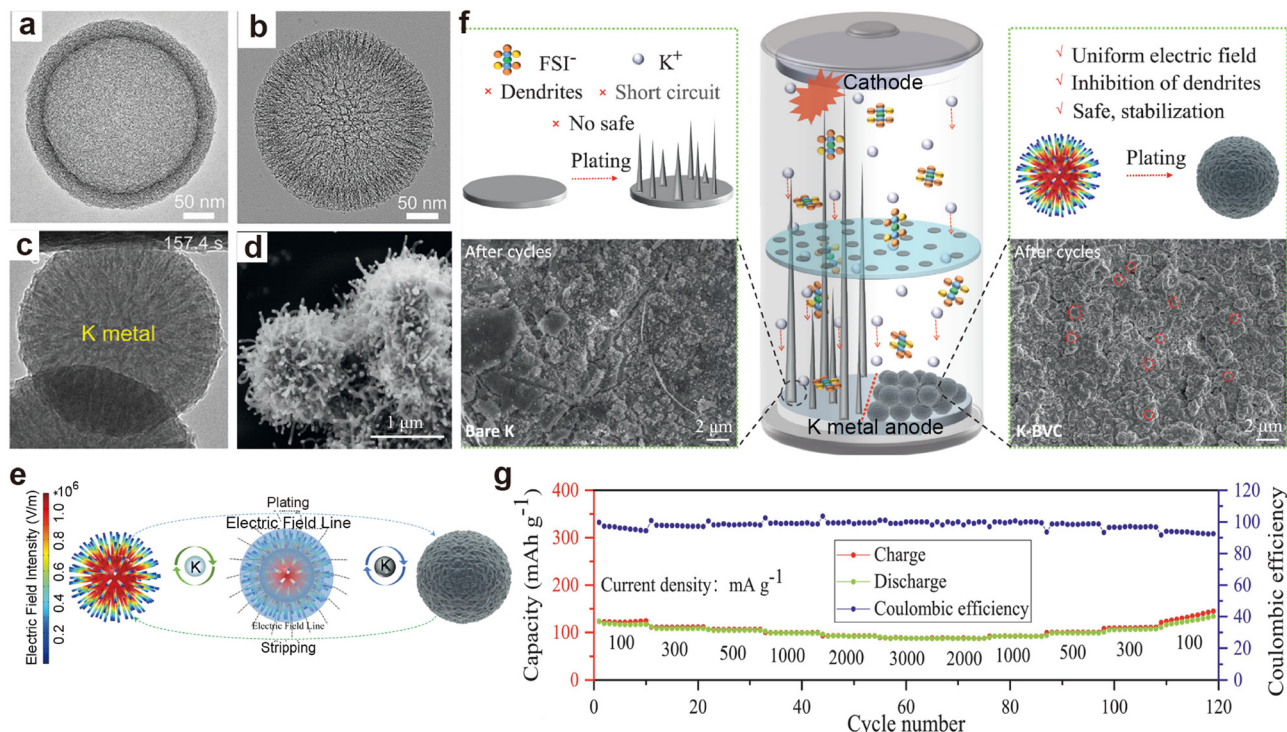 a
50 nm
b
50 nm
c
157.4 s
K metal
d
1 μm
f
FSI⁻
K⁺
× Dendrites
× Short circuit
× No safe
Plating
After cycles
Bare K
2 μm
Cathode
K metal anode
√ Uniform electric field
√ Inhibition of dendrites
√ Safe, stabilization
Plating
After cycles
K-BVC
2 μm
e
Electric Field Intensity (V/m)
*10⁶
1.0
0.8
0.6
0.4
0.2
Plating
Electric Field Line
K
K
Electric Field Line
Stripping
g
Capacity (mAh g⁻¹)
400
300
200
100
0
Charge
Discharge
Coulombic efficiency
Current density: mA g⁻¹
100
300
500
1000
2000
3000
2000
1000
500
300
100
0
20
40
60
80
100
120
Cycle number
120
100
80
60
40
20
0
Coulombic efficiency